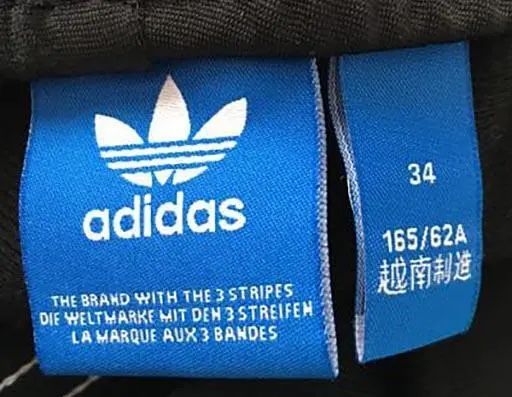 adidas
THE BRAND WITH THE 3 STRIPES
DIE WELTMARKE MIT DEN 3 STREIFEN
LA MARQUE AUX 3 BANDES
34
165/62A
越南制造